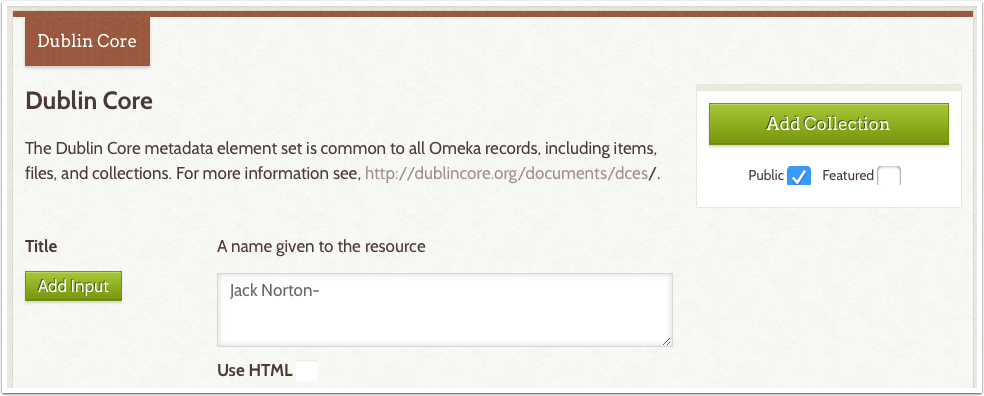 Dublin Core
Dublin Core
Add Collection
The Dublin Core metadata element set is common to all Omeka records, including items,
files, and collections. For more information see, http://dublincore.org/documents/dces/.
Public Featured
Title
A name given to the resource
Add Input
Jack Norton-
Use HTML